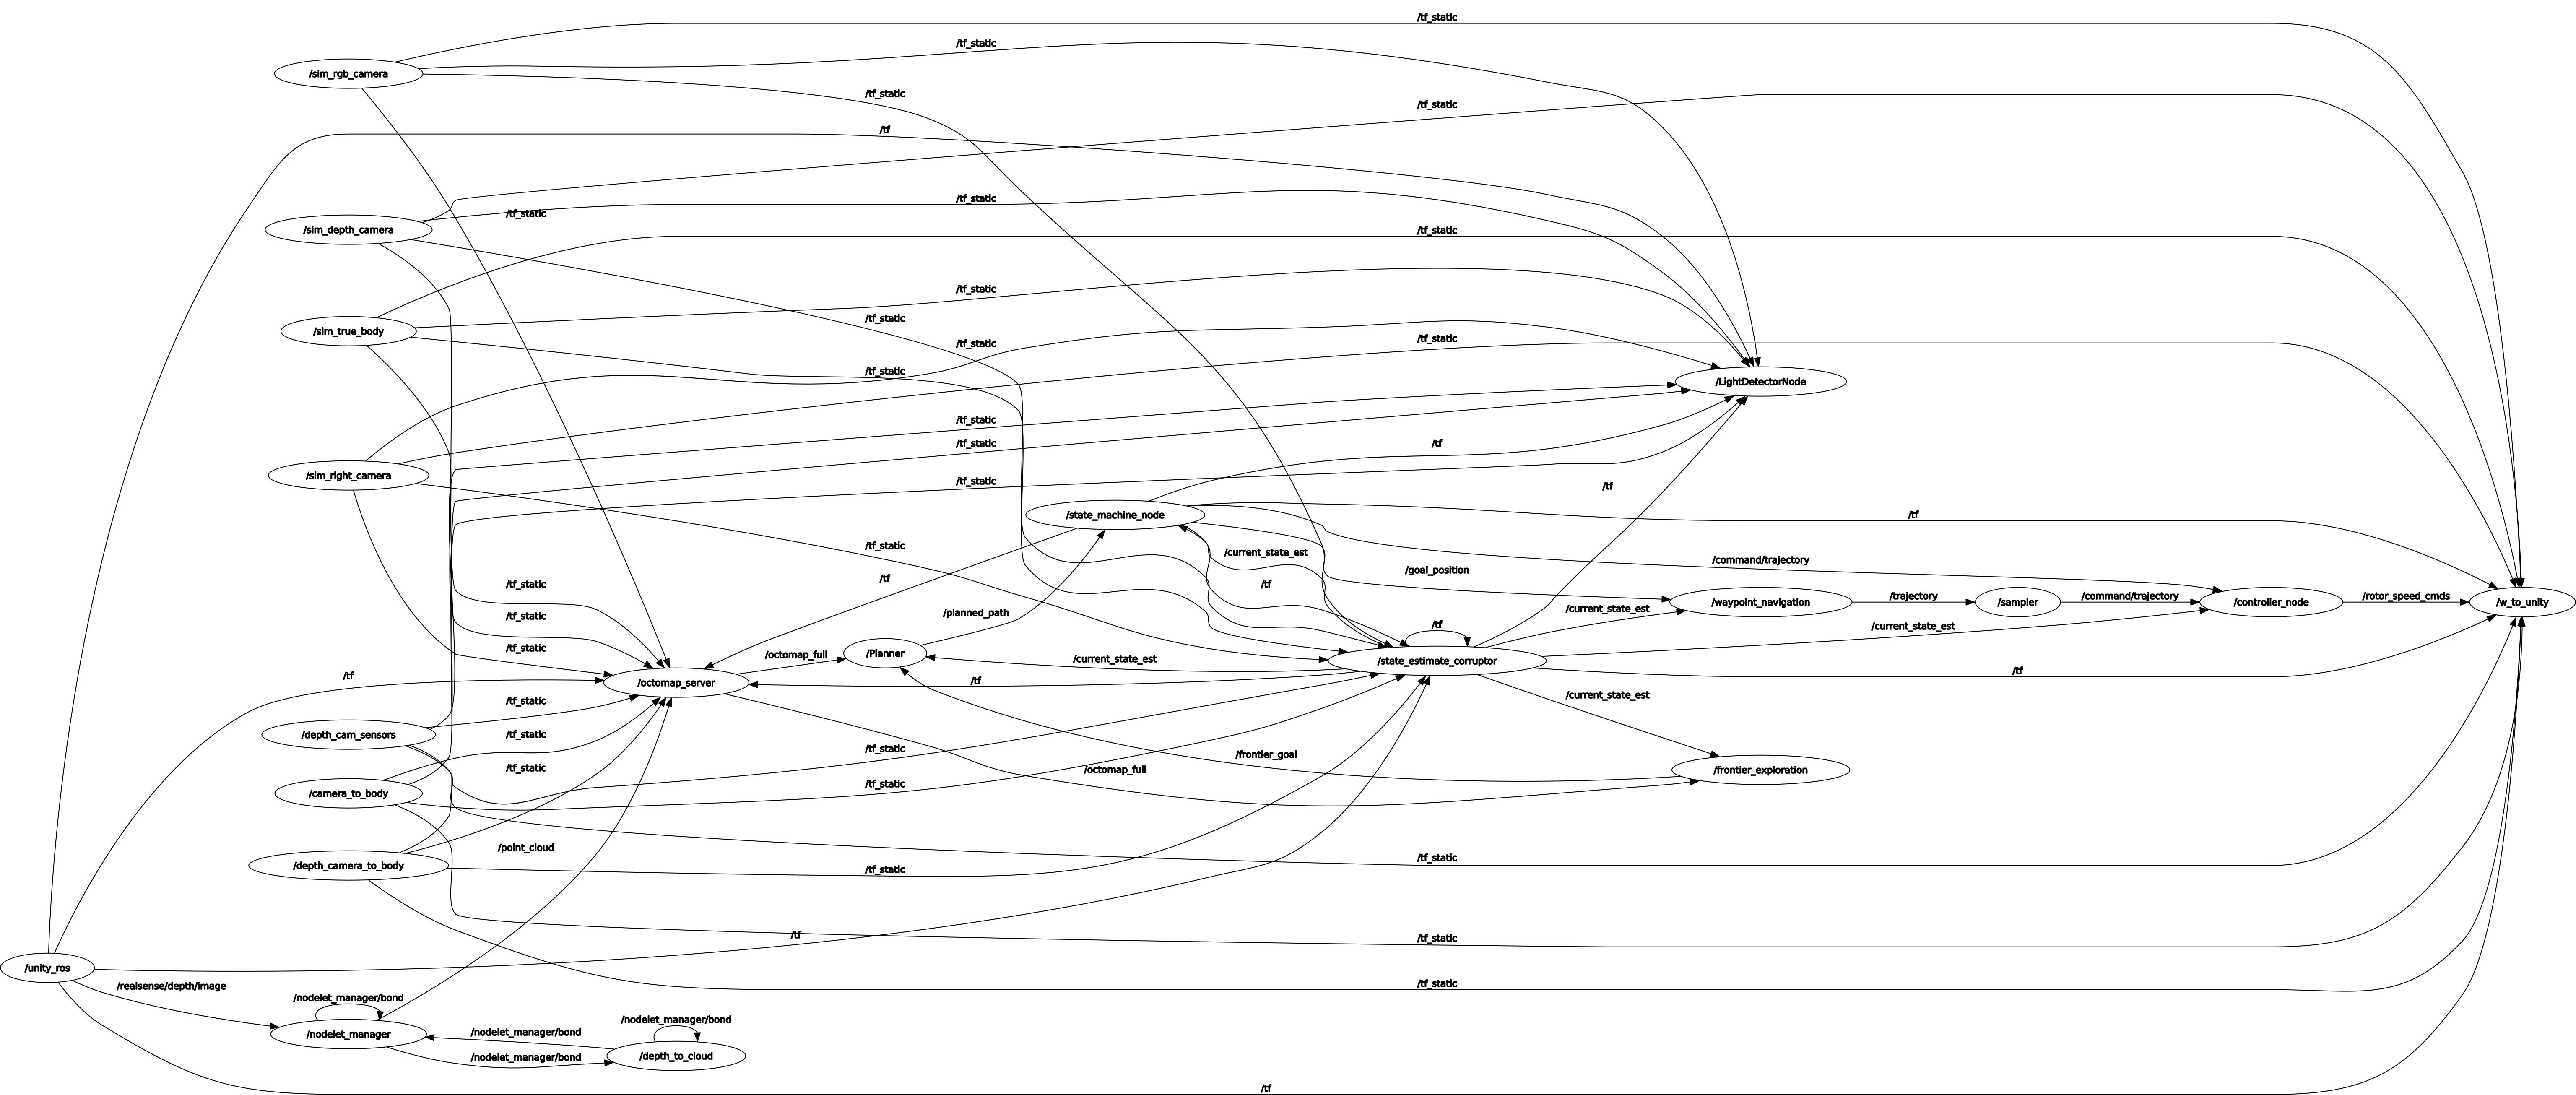 /tf_static
/tf_static
/sim_rgb_camera
/tf_static
/tf_static
/tf
/tf_static
/tf_static
/sim_depth_camera
/tf_static
/tf_static
/tf_static
/sim_true_body
/tf_static
/tf_static
/tf_static
/LightDetectorNode
/tf_static
/tf_static
/tf
/sim_right_camera
/tf_static
/tf
/state_machine_node
/tf
/tf_static
/current_state_est
/command/trajectory
/goal_position
/tf
/tf_static
/tf
/trajectory
/command/trajectory
/rotor_speed_cmds
/waypoint_navigation
/sampler
/controller_node
/w_to_unity
/current_state_est
/planned_path
/tf_static
/tf
/current_state_est
/tf_static
/octomap_full
/Planner
/current_state_est
/state_estimate_corruptor
/tf
/tf
/octomap_server
/tf
/current_state_est
/tf_static
/depth_cam_sensors
/tf_static
/tf_static
/frontier_goal
/tf_static
/octomap_full
/frontier_exploration
/tf_static
/camera_to_body
/point_cloud
/tf_static
/depth_camera_to_body
/tf_static
/tf
/tf_static
/unity_ros
/tf_static
/realsense/depth/image
/nodelet_manager/bond
/nodelet_manager/bond
/nodelet_manager
/nodelet_manager/bond
/depth_to_cloud
/nodelet_manager/bond
/tf